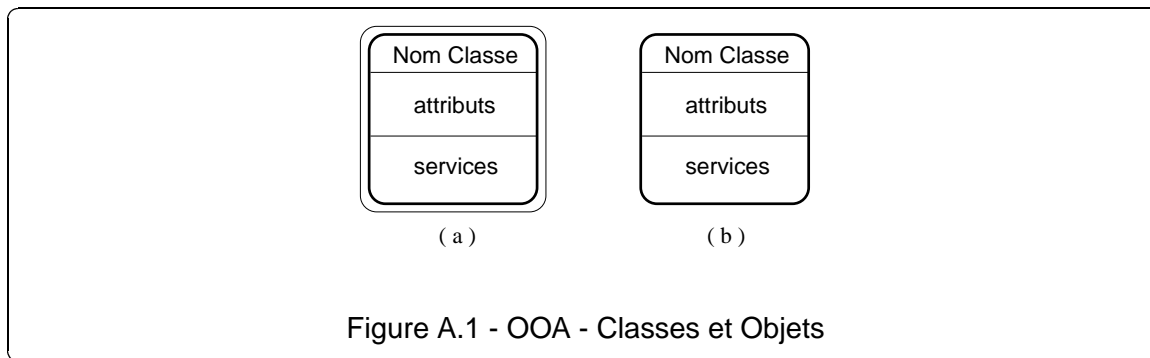 Nom Classe
attributs
services
( a )
Nom Classe
attributs
services
( b )
Figure A.1 - OOA - Classes et Objets